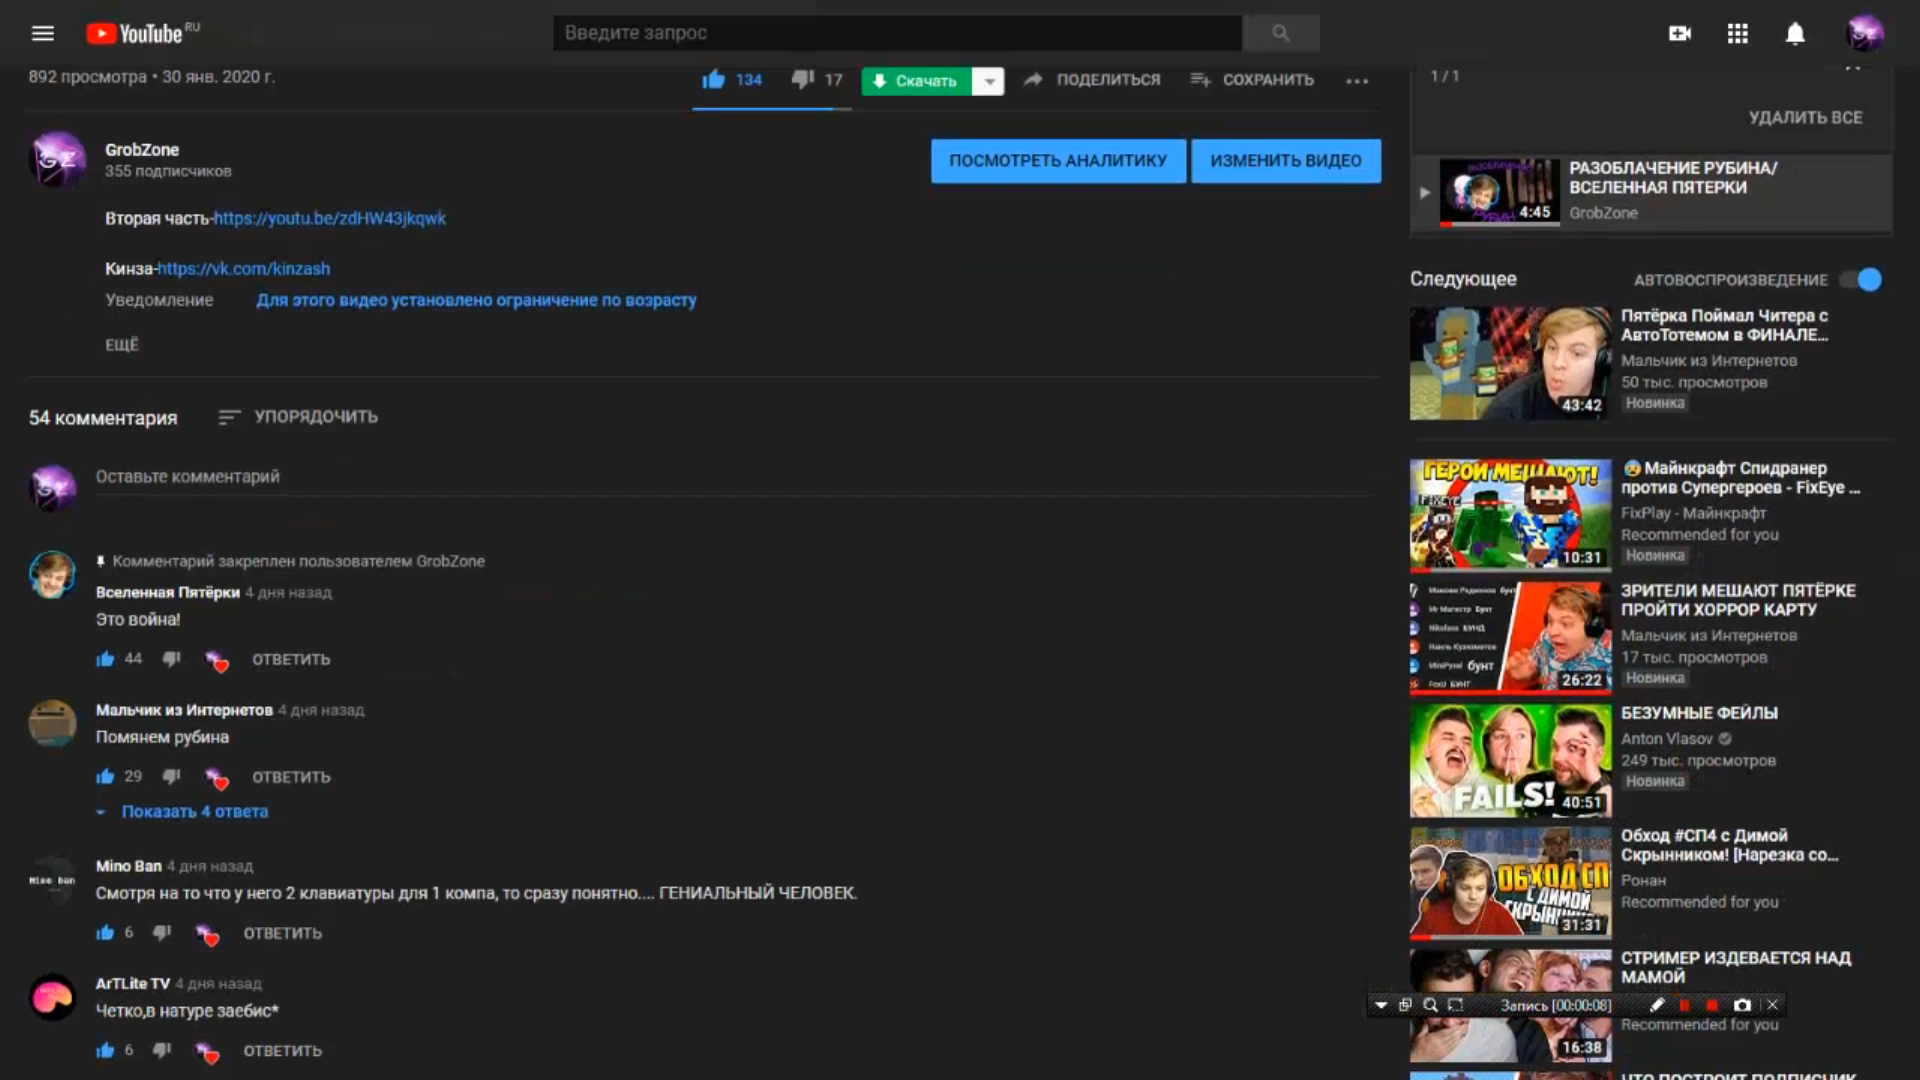 YouTube RU
Введите запрос
892 просмотра • 30 янв. 2020 г.
134
17
Скачать
ПОДЕЛИТЬСЯ
СОХРАНИТЬ
GrobZone
355 подписчиков
ПОСМОТРЕТЬ АНАЛИТИКУ
ИЗМЕНИТЬ ВИДЕО
Вторая часть-https://youtu.be/zdHW43jkqwk
Кинза-https://vk.com/kinzash
Уведомление
Для этого видео установлено ограничение по возрасту
ЕЩЁ
54 комментария
УПОРЯДОЧИТЬ
Оставьте комментарий
Комментарий закреплен пользователем GrobZone
Вселенная Пятёрки 4 дня назад
Это война!
44
ОТВЕТИТЬ
Мальчик из Интернетов 4 дня назад
Помянем рубина
29
ОТВЕТИТЬ
Показать 4 ответа
Mino Ban 4 дня назад
Смотря на то что у него 2 клавиатуры для 1 компа, то сразу понятно.... ГЕНИАЛЬНЫЙ ЧЕЛОВЕК.
6
ОТВЕТИТЬ
ArTLite TV 4 дня назад
Четко,в натуре заебис*
6
ОТВЕТИТЬ
1 / 1
УДАЛИТЬ ВСЕ
4:45
РАЗОБЛАЧЕНИЕ РУБИНА/
ВСЕЛЕННАЯ ПЯТЕРКИ
GrobZone
Следующее
АВТОВОСПРОИЗВЕДЕНИЕ
43:42
Пятёрка Поймал Читера с
АвтоТотемом в ФИНАЛЕ...
Мальчик из Интернетов
50 тыс. просмотров
Новинка
ГЕРОИ МЕШАЮТ!
FIXEYE
10:31
Майнкрафт Спидранер
против Супергероев - FixEye ...
FixPlay - Майнкрафт
Recommended for you
Новинка
Mr Магистр Бунт
MiniPyxel бунт
26:22
ЗРИТЕЛИ МЕШАЮТ ПЯТЁРКЕ
ПРОЙТИ ХОРРОР КАРТУ
Мальчик из Интернетов
17 тыс. просмотров
Новинка
FAILS!
40:51
БЕЗУМНЫЕ ФЕЙЛЫ
Anton Vlasov
249 тыс. просмотров
Новинка
ОБХОД СП
С ДИМОЙ
31:31
Обход #СП4 с Димой
Скрынником! [Нарезка со...
Ронан
Recommended for you
СТРИМЕР ИЗДЕВАЕТСЯ НАД
МАМОЙ
Запись [00:00:08]
Recommended for you
16:38